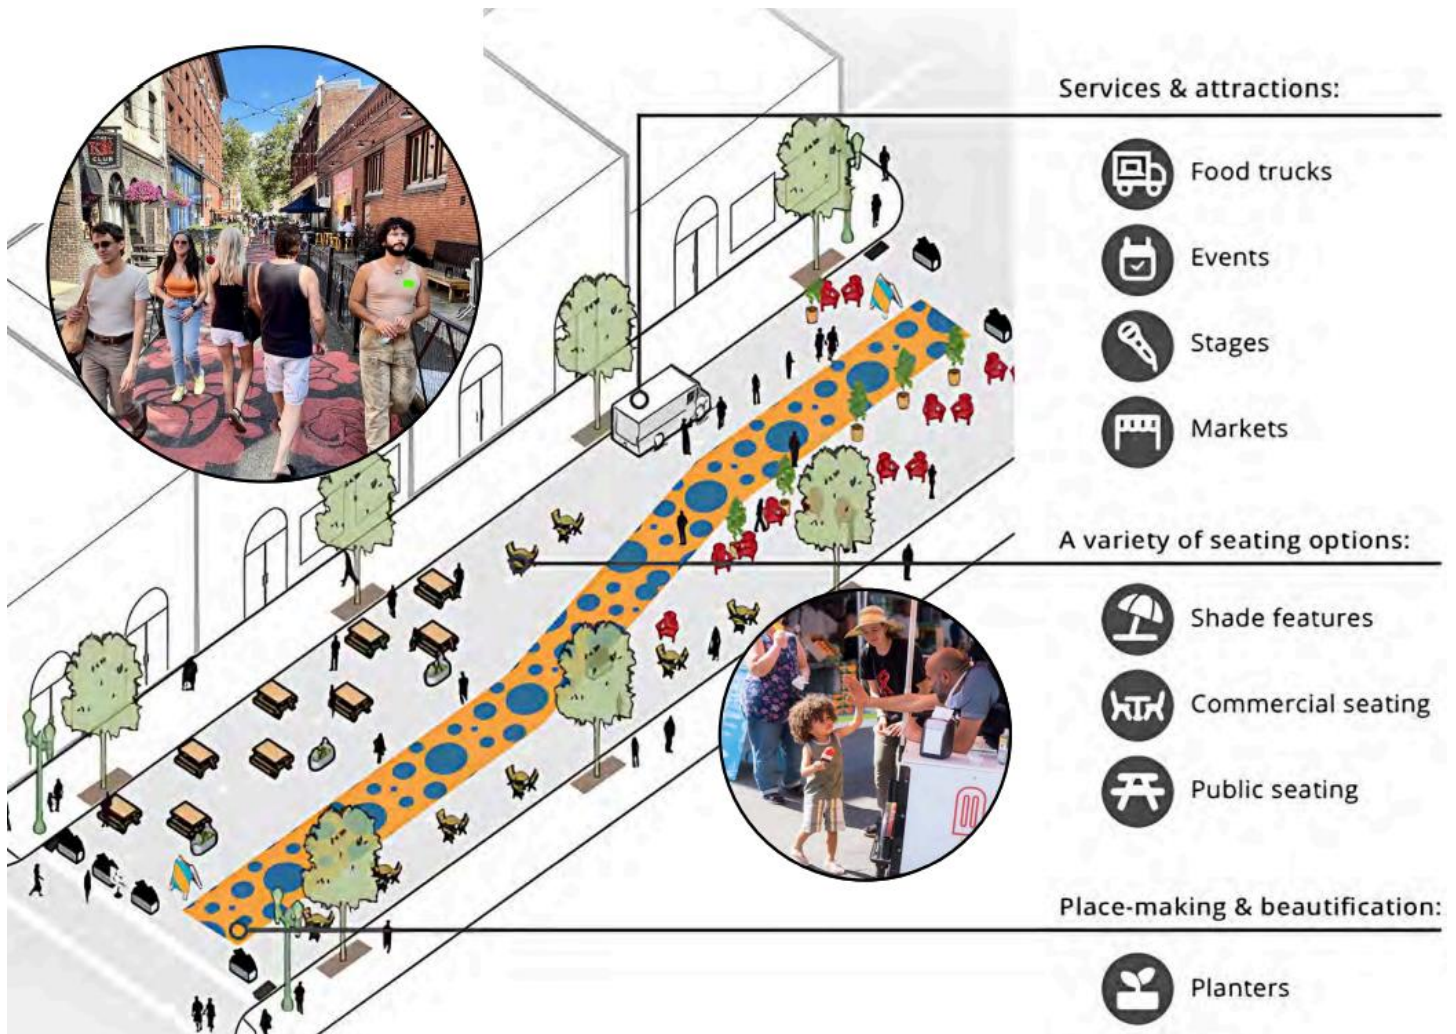 Services & attractions:
Food trucks
Events
Stages
Markets
A variety of seating options:
Shade features
Commercial seating
Public seating
Place-making & beautification:
Planters
CLUB